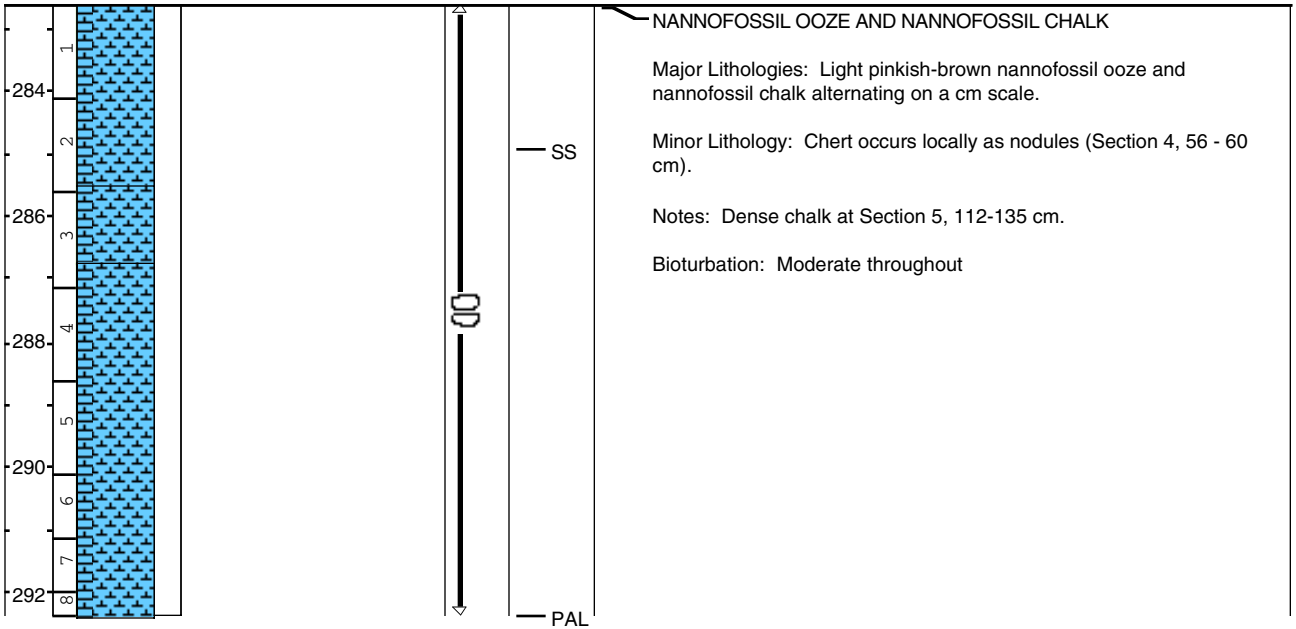 NANNOFOSSIL OOZE AND NANNOFOSSIL CHALK
Major Lithologies: Light pinkish-brown nannofossil ooze and
nannofossil chalk alternating on a cm scale.
Minor Lithology: Chert occurs locally as nodules (Section 4, 56 - 60
cm).
Notes: Dense chalk at Section 5, 112-135 cm.
Bioturbation: Moderate throughout
284
286
288
290
292
1
2
3
4
5
6
7
8
SS
PAL